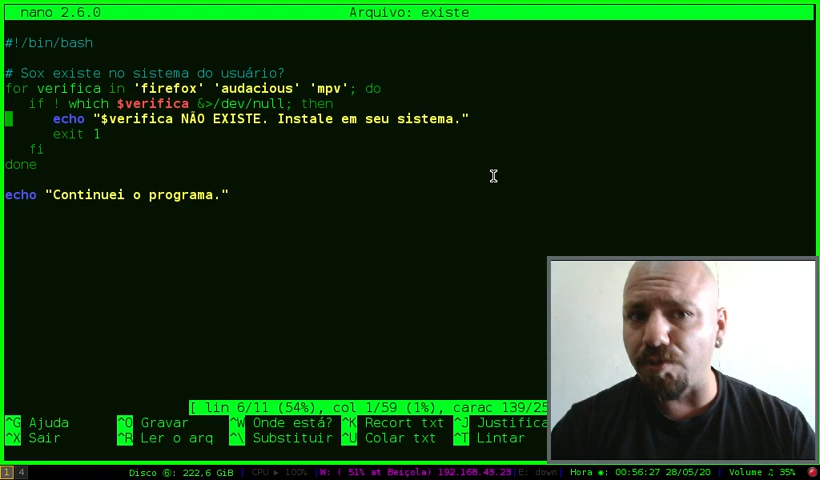 nano 2.6.0 Arquivo: existe
#!/bin/bash
# Sox existe no sistema do usuário?
for verifica in 'firefox' 'audacious' 'mpv'; do
if ! which $verifica &>/dev/null; then
echo "$verifica NÃO EXISTE. Instale em seu sistema."
exit 1
fi
done
echo "Continuei o programa."
[ lin 6/11 (54%), col 1/59 (1%), carac 139/25
^G Ajuda ^O Gravar ^W Onde está? ^K Recort txt ^J Justifica
^X Sair ^R Ler o arq ^\ Substituir ^U Colar txt ^T Lintar
1 4 Disco ⑥: 222,6 GiB CPU ▶ 100% W: ( 51% at Beiçola) 192.168.43.23 E: down Hora ◉: 00:56:27 28/05/20 Volume ♫ 35%